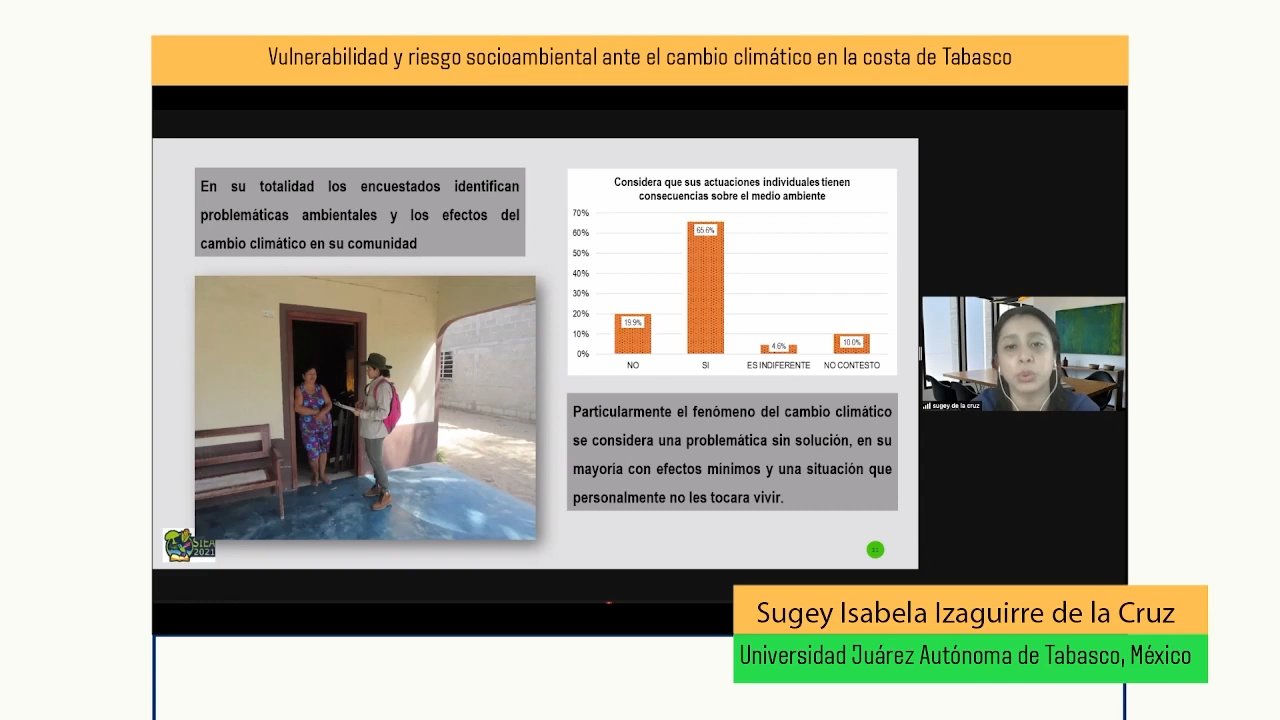 Vulnerabilidad y riesgo socioambiental ante el cambio climático en la costa de Tabasco
En su totalidad los encuestados identifican
problemáticas ambientales y los efectos del
cambio climático en su comunidad
Considera que sus actuaciones individuales tienen
consecuencias sobre el medio ambiente
70%
60%
50%
40%
30%
20%
10%
0%
19.9%
65.6%
4.6%
10.0%
NO
SI
ES INDIFERENTE
NO CONTESTO
Particularmente el fenómeno del cambio climático
se considera una problemática sin solución, en su
mayoría con efectos mínimos y una situación que
personalmente no les tocara vivir.
sugey de la cruz
SIEA
2021
11
Sugey Isabela Izaguirre de la Cruz
Universidad Juárez Autónoma de Tabasco, México